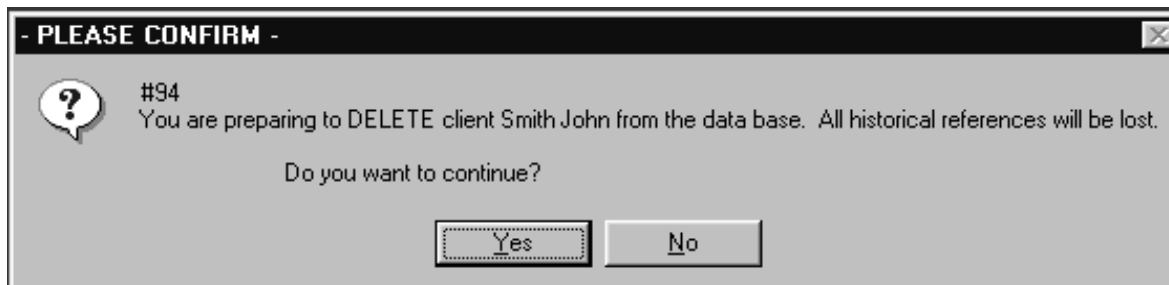 - PLEASE CONFIRM -
?
#94
You are preparing to DELETE client Smith John from the data base.  All historical references will be lost.
Do you want to continue?
Yes No